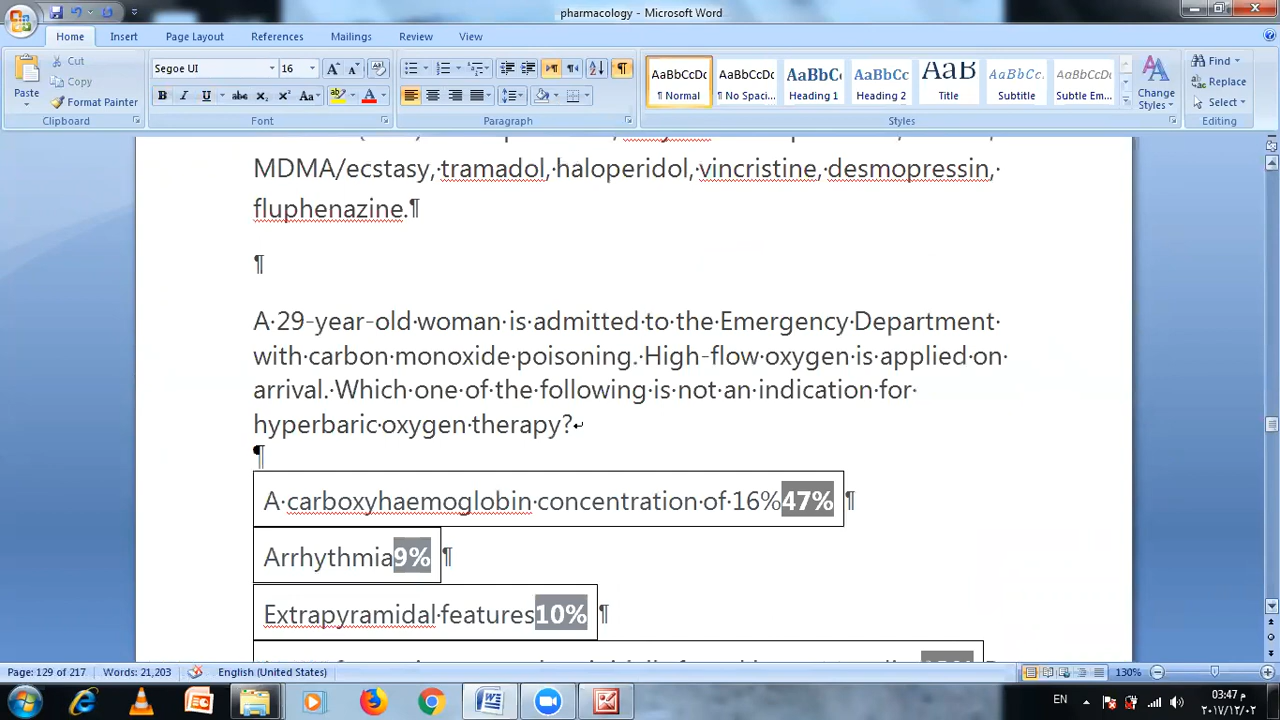 pharmacology - Microsoft Word
Home Insert Page Layout References Mailings Review View
Paste
Cut
Copy
Format Painter
Clipboard
Segoe UI 16
Font
Paragraph
AaBbCcDc AaBbCcDc AaBbC AaBbCc AaB AaBbCc. AaBbCcDc
¶ Normal ¶ No Spaci... Heading 1 Heading 2 Title Subtitle Subtle Em...
Change Styles
Styles
Find
Replace
Select
Editing
MDMA/ecstasy, tramadol, haloperidol, vincristine, desmopressin,
fluphenazine.¶
¶
A 29-year-old woman is admitted to the Emergency Department
with carbon monoxide poisoning. High-flow oxygen is applied on
arrival. Which one of the following is not an indication for
hyperbaric oxygen therapy?
¶
A carboxyhaemoglobin concentration of 16%47% ¶
Arrhythmia9% ¶
Extrapyramidal features10% ¶
Page: 129 of 217 Words: 21,203 English (United States) 130%
EN
03:47 م
٢٠١٧/١٢/٠٢